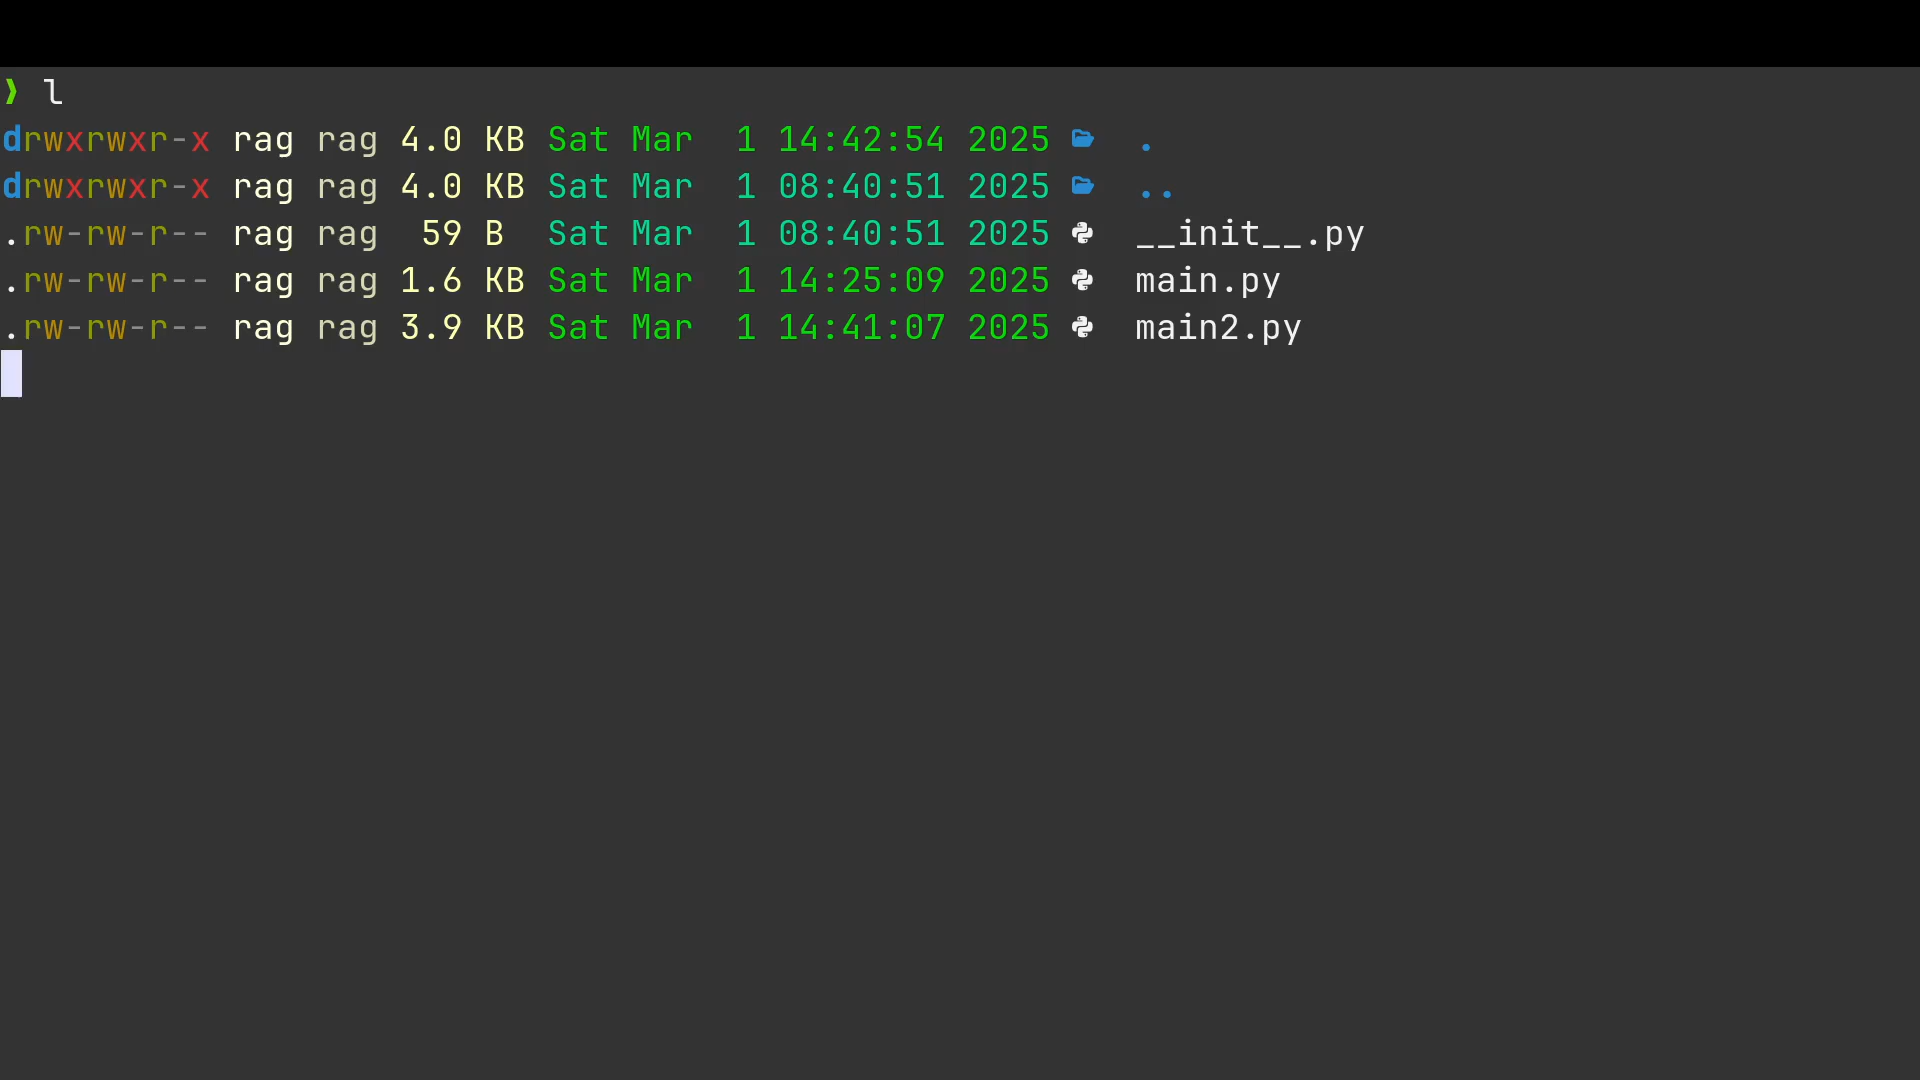 ❱ l
drwxrwxr-x rag rag 4.0 KB Sat Mar  1 14:42:54 2025 .
drwxrwxr-x rag rag 4.0 KB Sat Mar  1 08:40:51 2025 ..
.rw-rw-r-- rag rag  59 B  Sat Mar  1 08:40:51 2025 __init__.py
.rw-rw-r-- rag rag 1.6 KB Sat Mar  1 14:25:09 2025 main.py
.rw-rw-r-- rag rag 3.9 KB Sat Mar  1 14:41:07 2025 main2.py